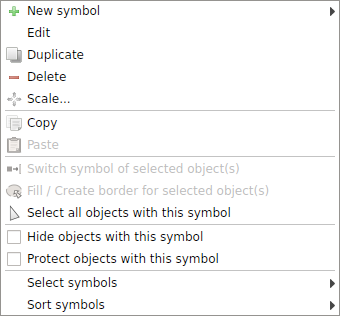 New symbol
Edit
Duplicate
Delete
Scale...
Copy
Paste
Switch symbol of selected object(s)
Fill / Create border for selected object(s)
Select all objects with this symbol
Hide objects with this symbol
Protect objects with this symbol
Select symbols
Sort symbols